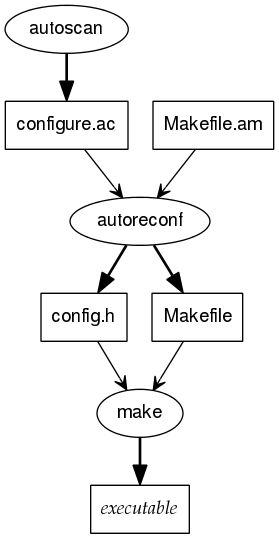 autoscan
configure.ac
Makefile.am
autoreconf
config.h
Makefile
make
executable